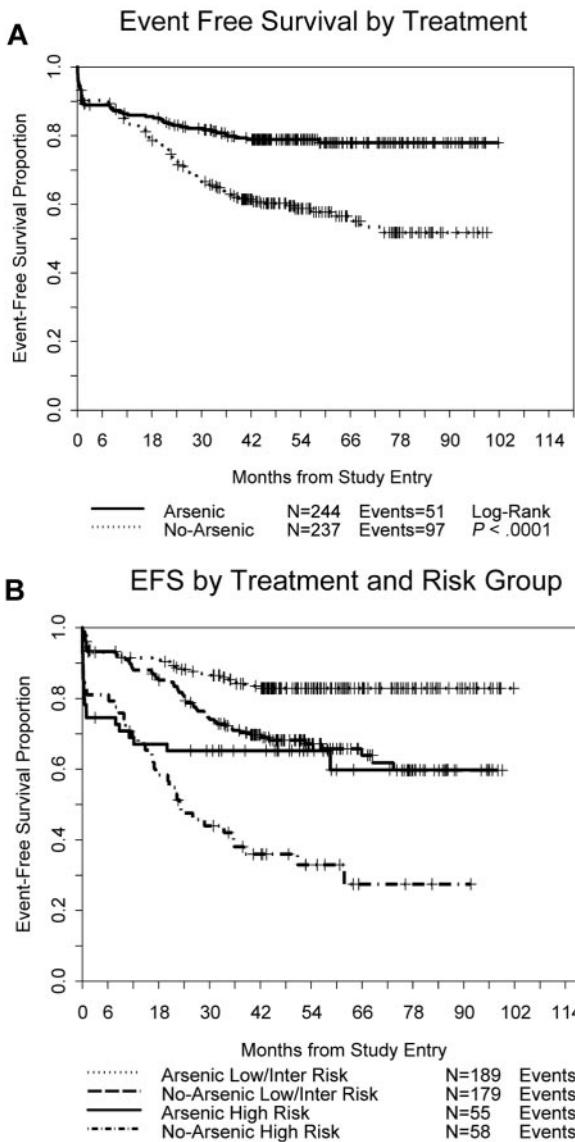 A
Event Free Survival by Treatment
Event-Free Survival Proportion
1.0
0.8
0.6
0.4
0.2
0.0
0 6 18 30 42 54 66 78 90 102 114
Months from Study Entry
Arsenic N=244 Events=51 Log-Rank
No-Arsenic N=237 Events=97 P < .0001
B
EFS by Treatment and Risk Group
Event-Free Survival Proportion
1.0
0.8
0.6
0.4
0.2
0.0
0 6 18 30 42 54 66 78 90 102 114
Months from Study Entry
Arsenic Low/Inter Risk N=189 Events
No-Arsenic Low/Inter Risk N=179 Events
Arsenic High Risk N=55 Events
No-Arsenic High Risk N=58 Events